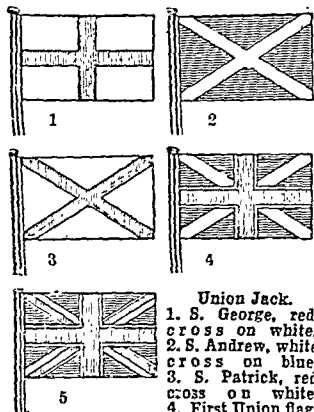 1
2
3
4
5
Union Jack.
1. S. George, red
cross on white
2. S. Andrew, white
cross on blue
3. S. Patrick, red
cross on white
4. First Union flag